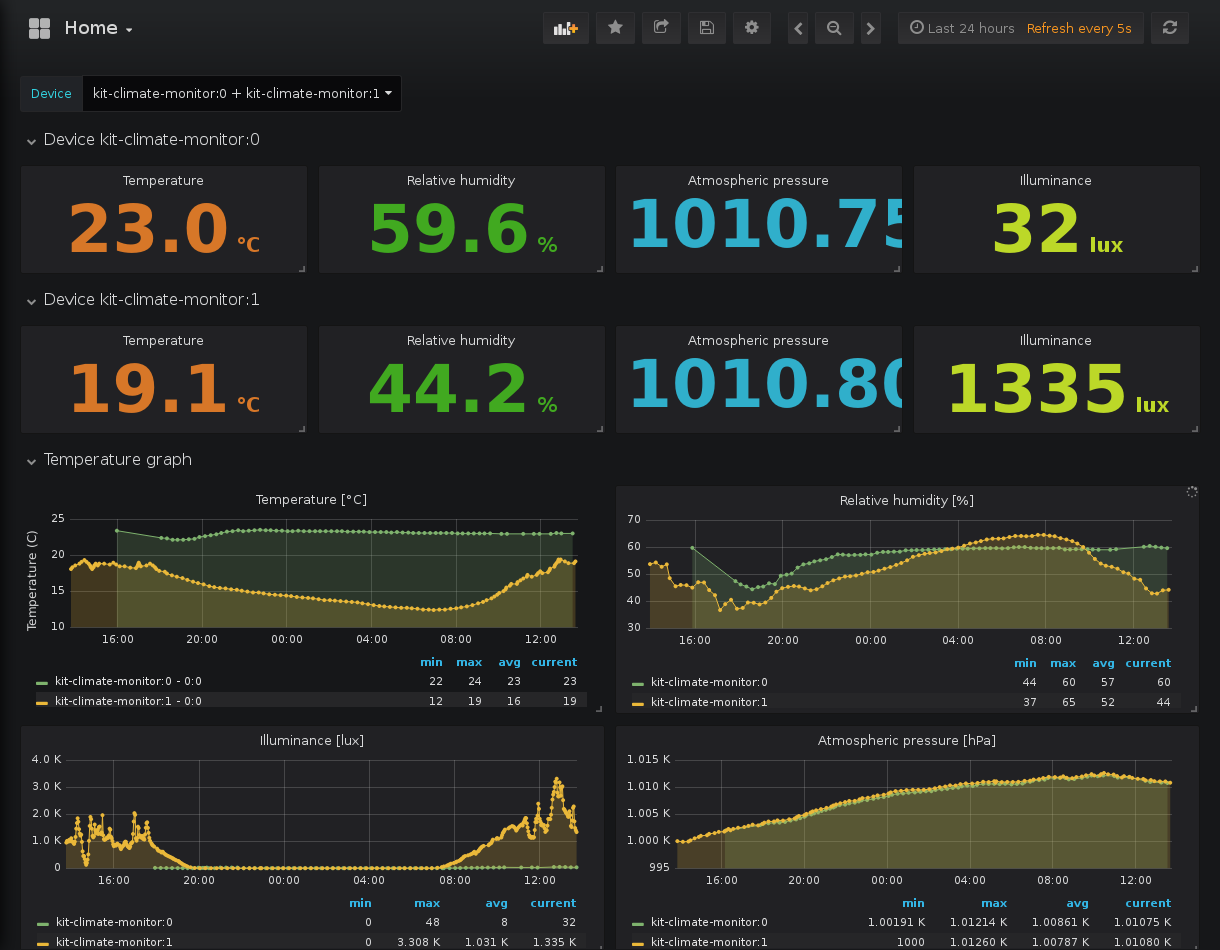 Home
Last 24 hours Refresh every 5s
Device kit-climate-monitor:0 + kit-climate-monitor:1
Device kit-climate-monitor:0
Temperature Relative humidity Atmospheric pressure Illuminance
23.0 °C 59.6 % 1010.75 32 lux
Device kit-climate-monitor:1
Temperature Relative humidity Atmospheric pressure Illuminance
19.1 °C 44.2 % 1010.80 1335 lux
Temperature graph
Temperature [°C]
Temperature (C)
25
20
15
10
16:00 20:00 00:00 04:00 08:00 12:00
min max avg current
kit-climate-monitor:0 - 0:0 22 24 23 23
kit-climate-monitor:1 - 0:0 12 19 16 19
Relative humidity [%]
70
60
50
40
30
16:00 20:00 00:00 04:00 08:00 12:00
min max avg current
kit-climate-monitor:0 44 60 57 60
kit-climate-monitor:1 37 65 52 44
Illuminance [lux]
4.0 K
3.0 K
2.0 K
1.0 K
0
16:00 20:00 00:00 04:00 08:00 12:00
min max avg current
kit-climate-monitor:0 0 48 8 32
kit-climate-monitor:1 0 3.308 K 1.031 K 1.335 K
Atmospheric pressure [hPa]
1.015 K
1.010 K
1.005 K
1.000 K
995
16:00 20:00 00:00 04:00 08:00 12:00
min max avg current
kit-climate-monitor:0 1.00191 K 1.01214 K 1.00861 K 1.01075 K
kit-climate-monitor:1 1000 1.01260 K 1.00787 K 1.01080 K